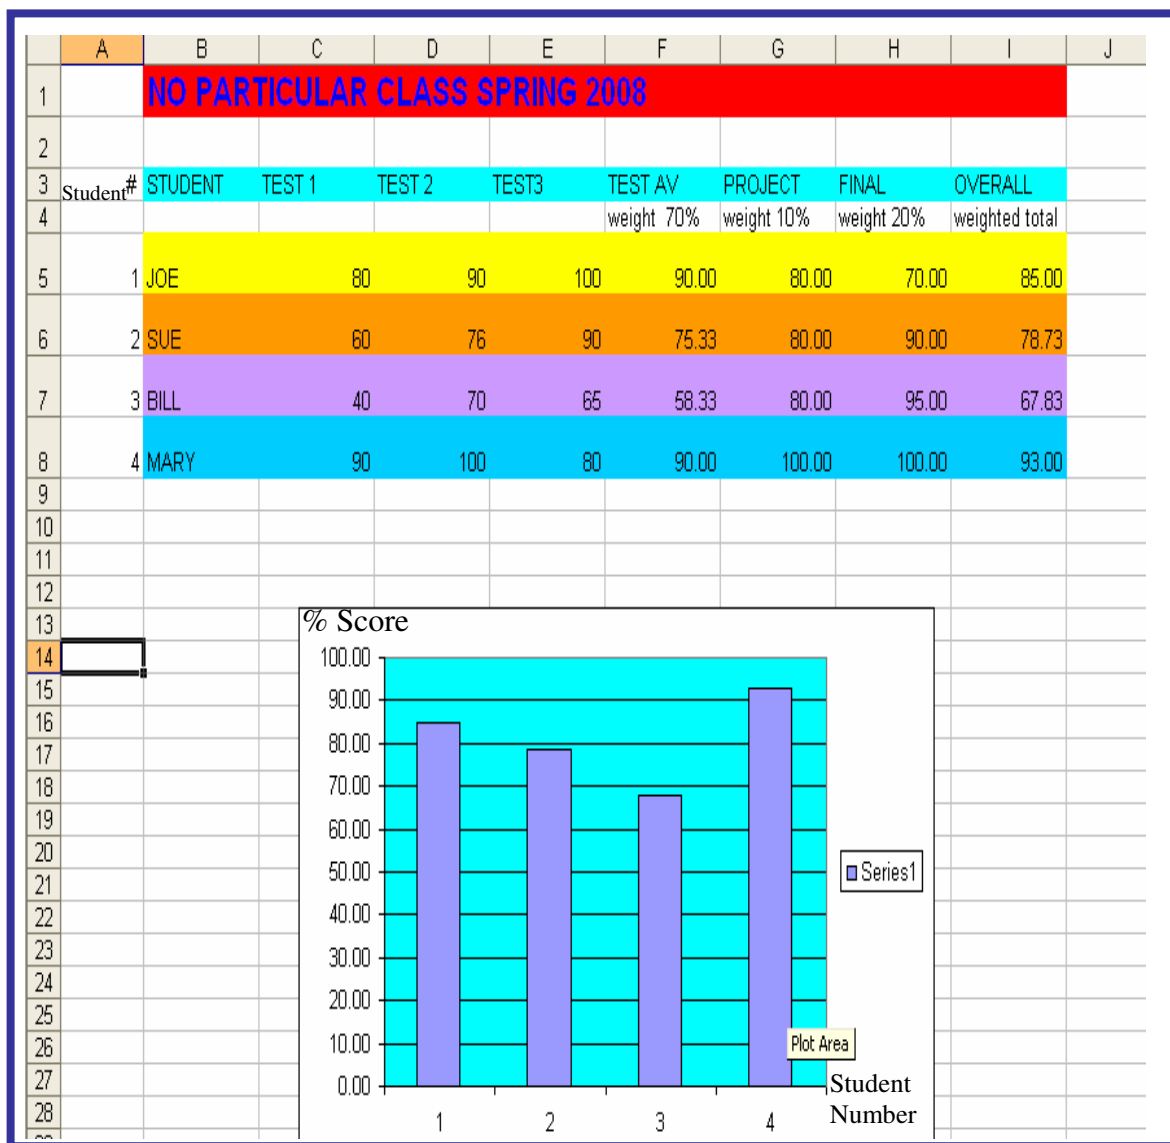 A B C D E F G H I J
1 NO PARTICULAR CLASS SPRING 2008
2
3 Student# STUDENT TEST 1 TEST 2 TEST3 TEST AV PROJECT FINAL OVERALL
4 weight 70% weight 10% weight 20% weighted total
5 1 JOE 80 90 100 90.00 80.00 70.00 85.00
6 2 SUE 60 76 90 75.33 80.00 90.00 78.73
7 3 BILL 40 70 65 58.33 80.00 95.00 67.83
8 4 MARY 90 100 80 90.00 100.00 100.00 93.00
9
10
11
12
13 % Score
14 100.00
15 90.00
16
17 80.00
18 70.00
19 60.00
20
21 50.00 Series1
22 40.00
23 30.00
24 20.00
25
26 10.00 Plot Area
27 0.00 Student
28 1 2 3 4 Number